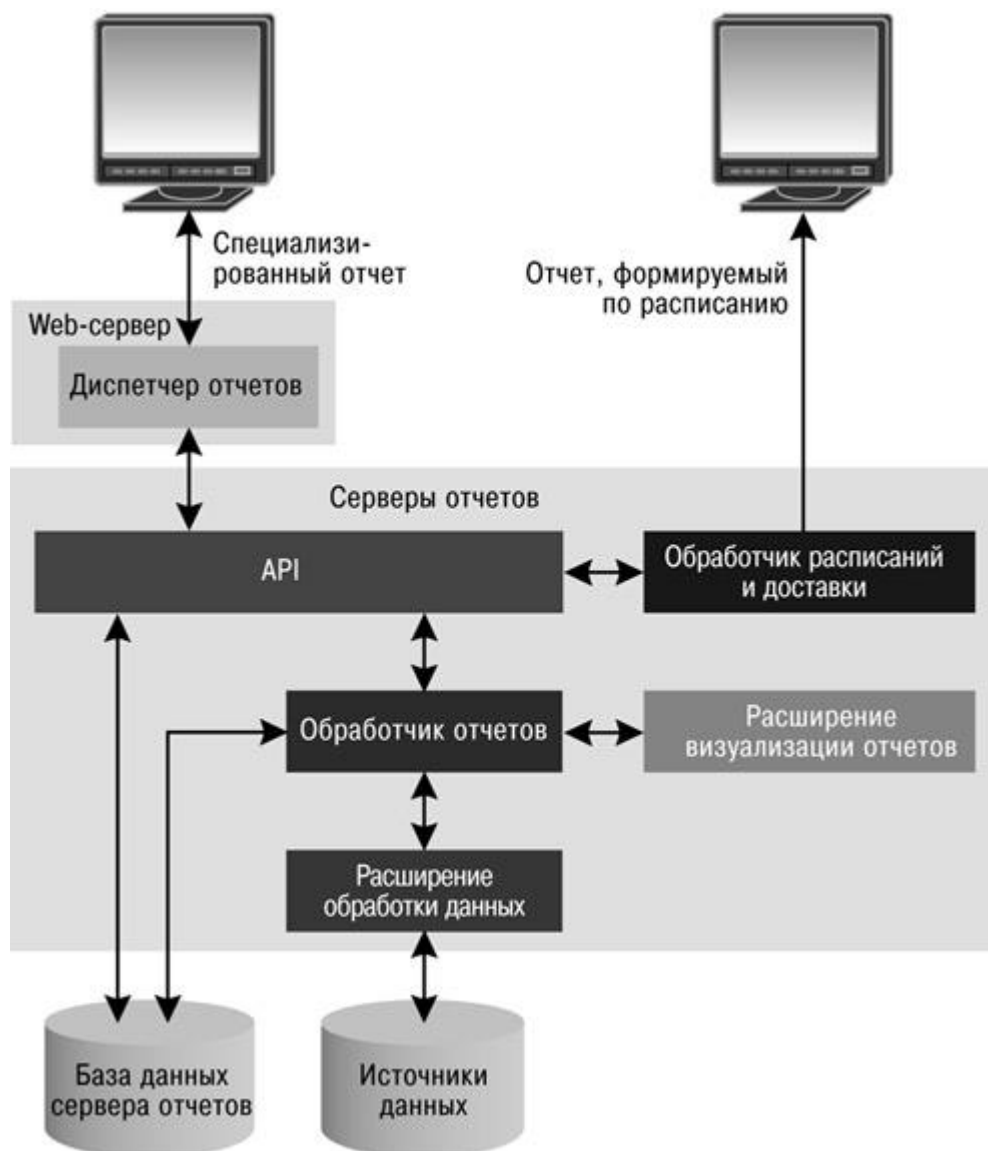 Специализи-
рованный отчет
Отчет, формируемый
по расписанию
Web-сервер
Диспетчер отчетов
Серверы отчетов
API
Обработчик расписаний
и доставки
Обработчик отчетов
Расширение
визуализации отчетов
Расширение
обработки данных
База данных
сервера отчетов
Источники
данных